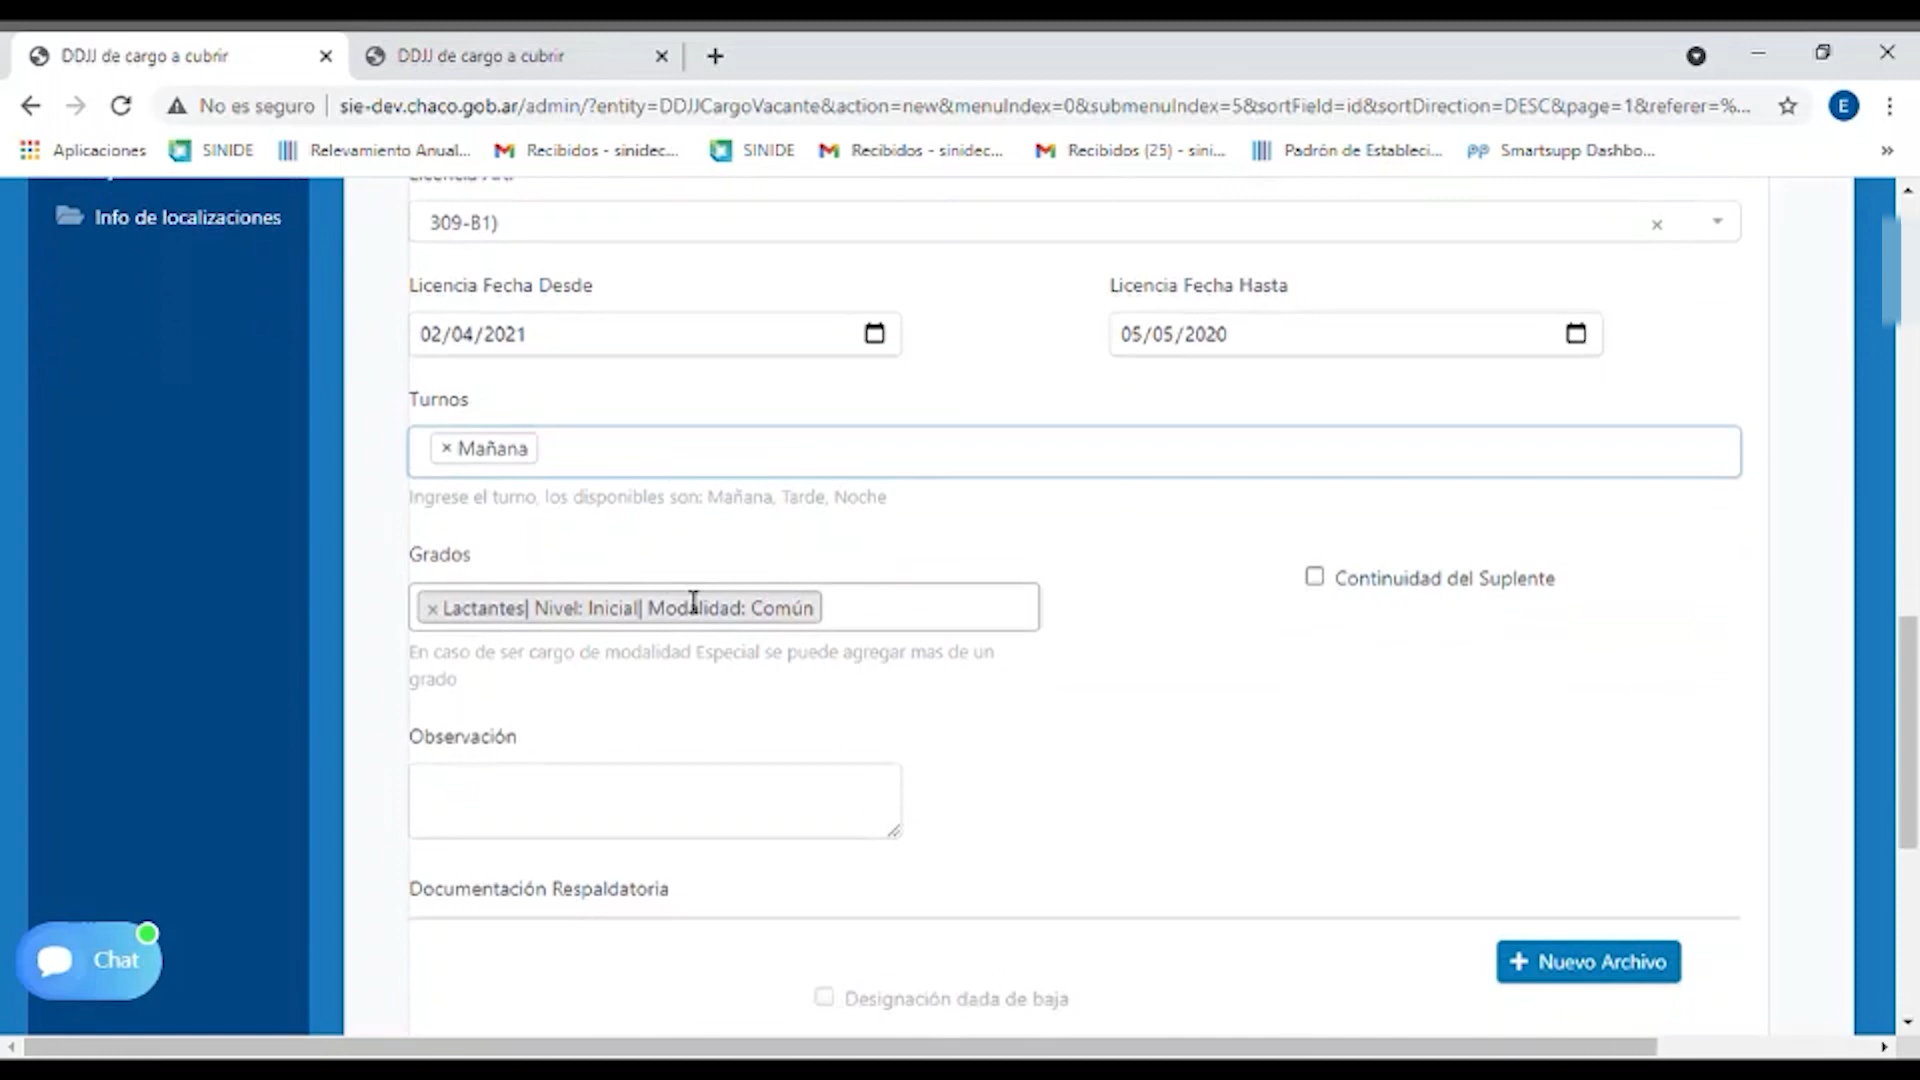 DDJJ de cargo a cubrir
DDJJ de cargo a cubrir
No es seguro
sie-dev.chaco.gob.ar/admin/?entity=DDJJCargoVacante&action=new&menuIndex=0&submenuIndex=5&sortField=id&sortDirection=DESC&page=1&referer=%...
E
Aplicaciones
SINIDE
Relevamiento Anual...
Recibidos - sinidec...
SINIDE
Recibidos - sinidec...
Recibidos (25) - sini...
Padrón de Estableci...
Smartsupp Dashbo...
»
Info de localizaciones
309-B1)
Licencia Fecha Desde
Licencia Fecha Hasta
02/04/2021
05/05/2020
Turnos
× Mañana
Ingrese el turno, los disponibles son: Mañana, Tarde, Noche
Grados
Continuidad del Suplente
× Lactantes| Nivel: Inicial| Modalidad: Común
En caso de ser cargo de modalidad Especial se puede agregar mas de un
grado
Observación
Documentación Respaldatoria
Chat
+ Nuevo Archivo
Designación dada de baja